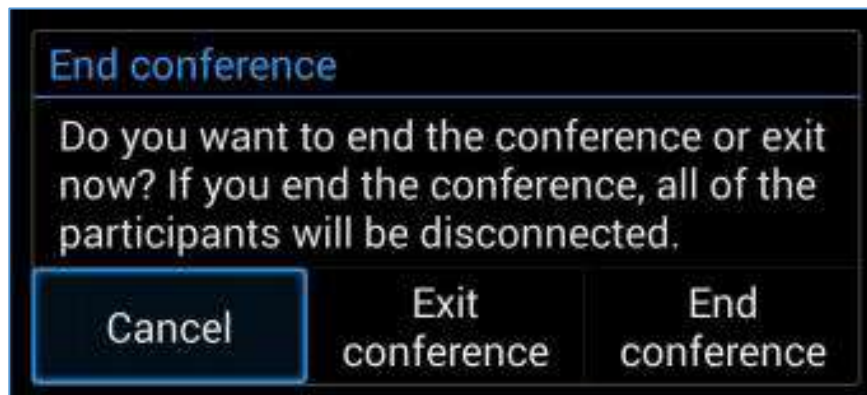 End conference
Do you want to end the conference or exit
now? If you end the conference, all of the
participants will be disconnected.
Cancel
Exit
conference
End
conference